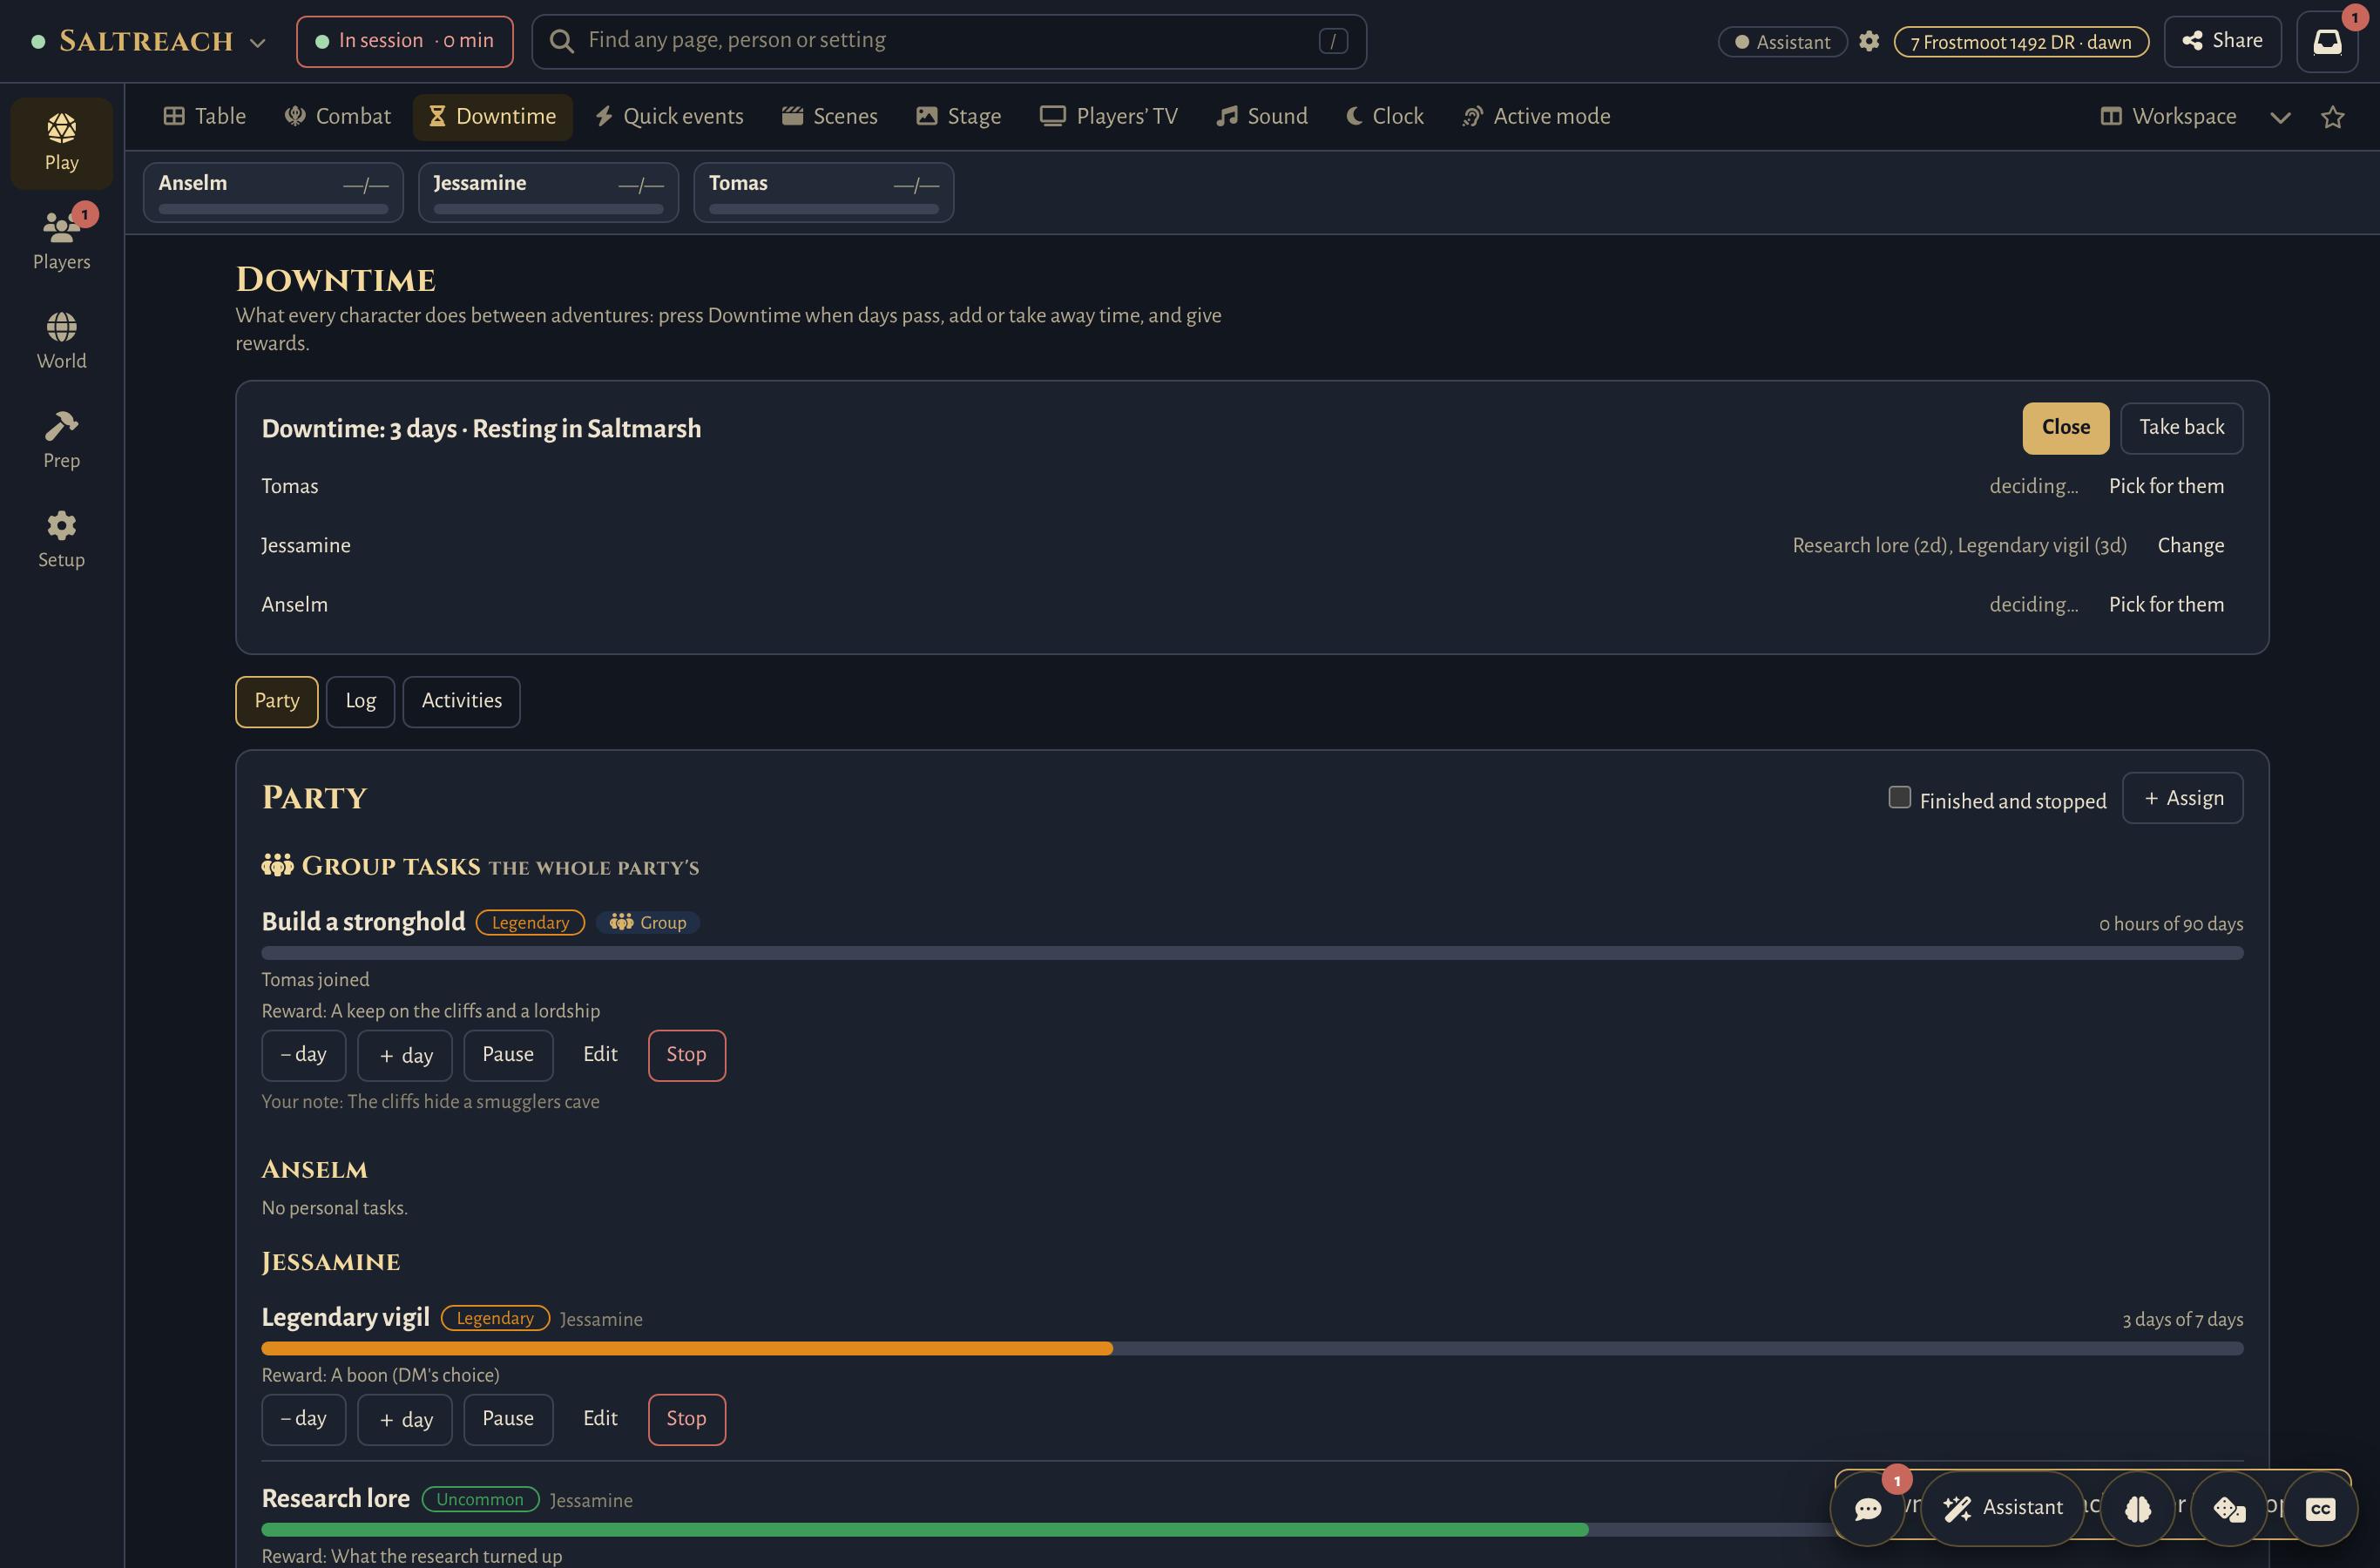 Saltreach
In session · 0 min
Find any page, person or setting
/
Assistant
7 Frostmoot 1492 DR · dawn
Share
1
Play
1
Players
World
Prep
Setup
Table
Combat
Downtime
Quick events
Scenes
Stage
Players’ TV
Sound
Clock
Active mode
Workspace
Anselm —/—
Jessamine —/—
Tomas —/—
Downtime
What every character does between adventures: press Downtime when days pass, add or take away time, and give
rewards.
Downtime: 3 days · Resting in Saltmarsh
Close
Take back
Tomas deciding… Pick for them
Jessamine Research lore (2d), Legendary vigil (3d) Change
Anselm deciding… Pick for them
Party
Log
Activities
Party
Finished and stopped
+ Assign
Group tasks the whole party's
Build a stronghold Legendary Group 0 hours of 90 days
Tomas joined
Reward: A keep on the cliffs and a lordship
− day + day Pause Edit Stop
Your note: The cliffs hide a smugglers cave
Anselm
No personal tasks.
Jessamine
Legendary vigil Legendary Jessamine 3 days of 7 days
Reward: A boon (DM's choice)
− day + day Pause Edit Stop
Research lore Uncommon Jessamine
Reward: What the research turned up
1
Assistant
CC